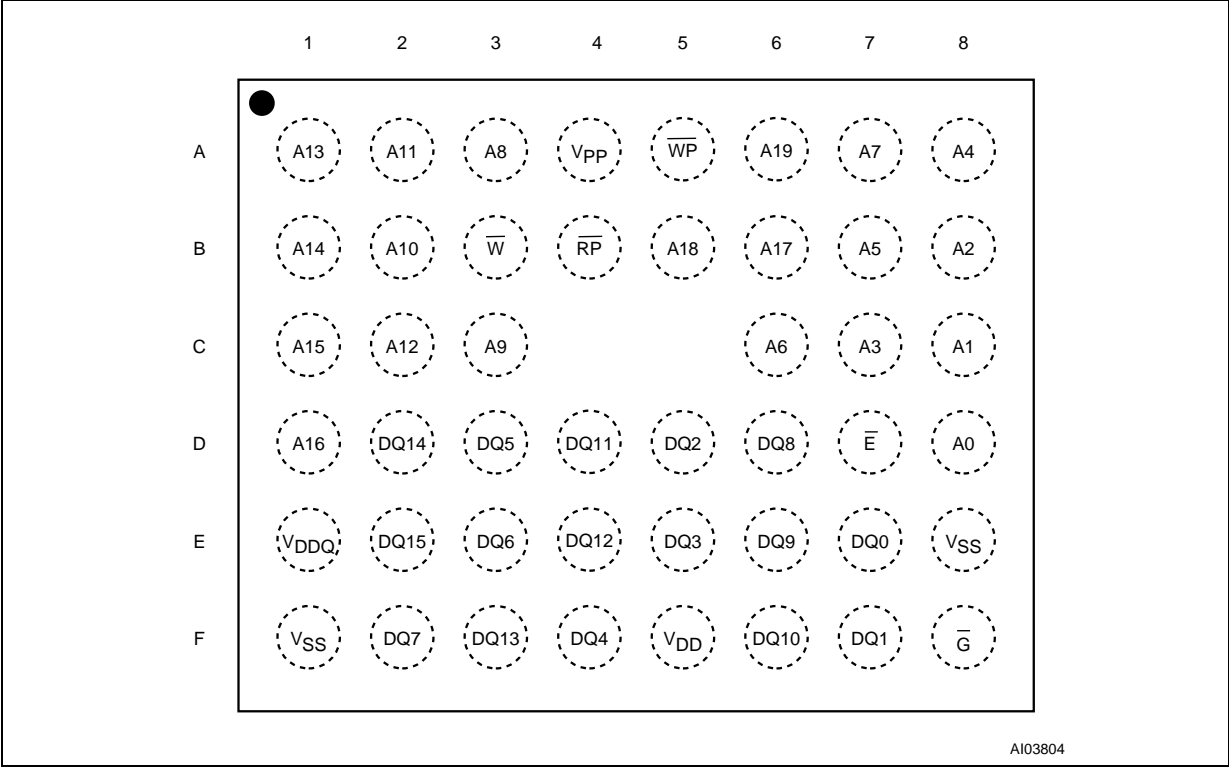 1 2 3 4 5 6 7 8
A A13 A11 A8 VPP W̅P̅ A19 A7 A4
B A14 A10 W̅ R̅P̅ A18 A17 A5 A2
C A15 A12 A9 A6 A3 A1
D A16 DQ14 DQ5 DQ11 DQ2 DQ8 E̅ A0
E VDDQ DQ15 DQ6 DQ12 DQ3 DQ9 DQ0 VSS
F VSS DQ7 DQ13 DQ4 VDD DQ10 DQ1 G̅
AI03804